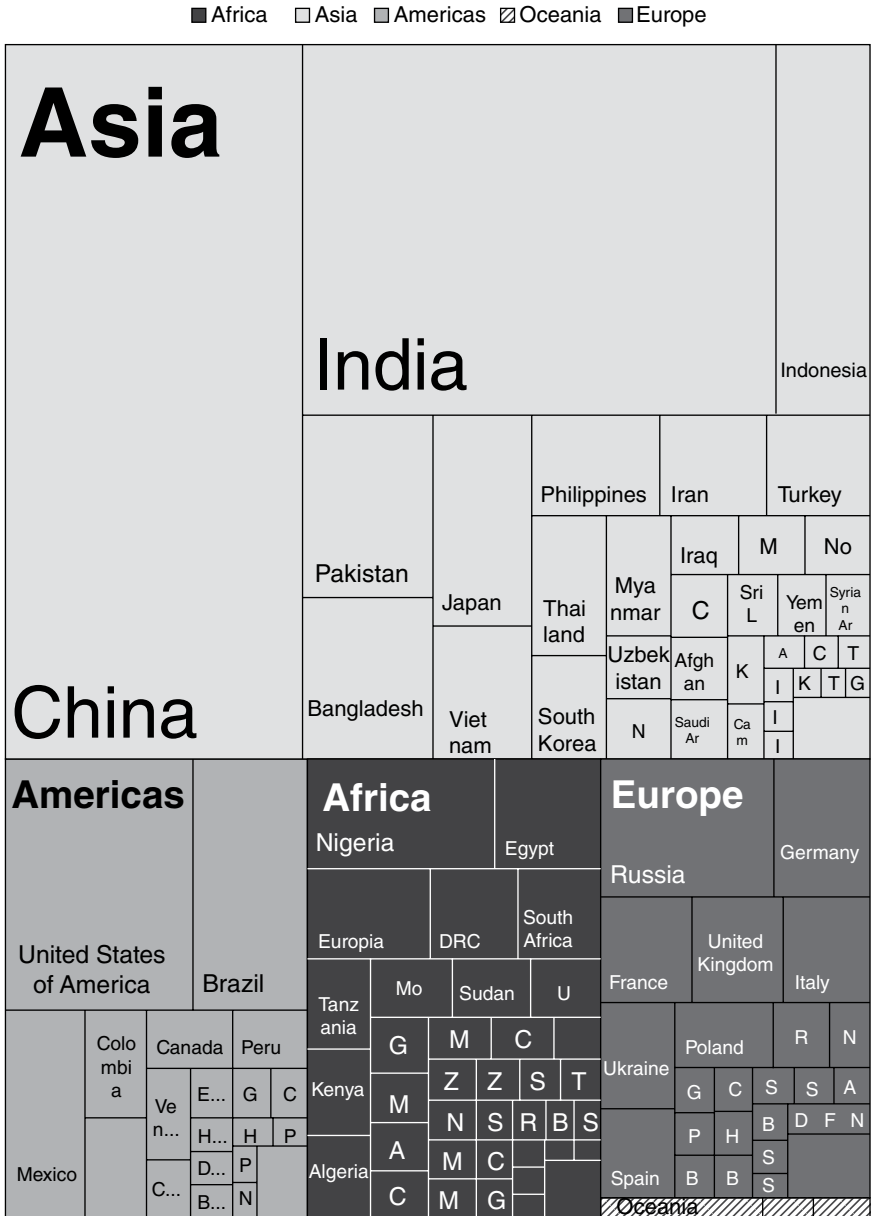 Africa Asia Americas Oceania Europe
Asia
China
India
Indonesia
Pakistan
Bangladesh
Japan
Viet
nam
Philippines
Iran
Turkey
Thai
land
South
Korea
Mya
nmar
Uzbek
istan
N
Iraq
M
No
C
Sri
L
Yem
en
Syria
n
Ar
Afgh
an
Saudi
Ar
K
Ca
m
A
C
T
I
K
T
G
I
I
Americas
United States
of America
Brazil
Mexico
Colo
mbi
a
Canada
Peru
Ve
n...
C...
E...
G
C
H...
H
P
D...
P
B...
N
Africa
Nigeria
Egypt
Europia
DRC
South
Africa
Tanz
ania
Kenya
Algeria
Mo
Sudan
U
G
M
C
M
Z
Z
S
T
A
N
S
R
B
S
C
M
C
M
G
Europe
Russia
Germany
France
United
Kingdom
Italy
Ukraine
Spain
Poland
R
N
G
C
S
S
A
P
H
B
D
F
N
S
B
B
S
Oceania